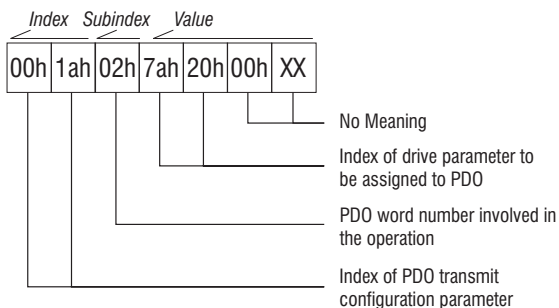 Index Subindex Value
00h 1ah 02h 7ah 20h 00h XX
No Meaning
Index of drive parameter to
be assigned to PDO
PDO word number involved in
the operation
Index of PDO transmit
configuration parameter